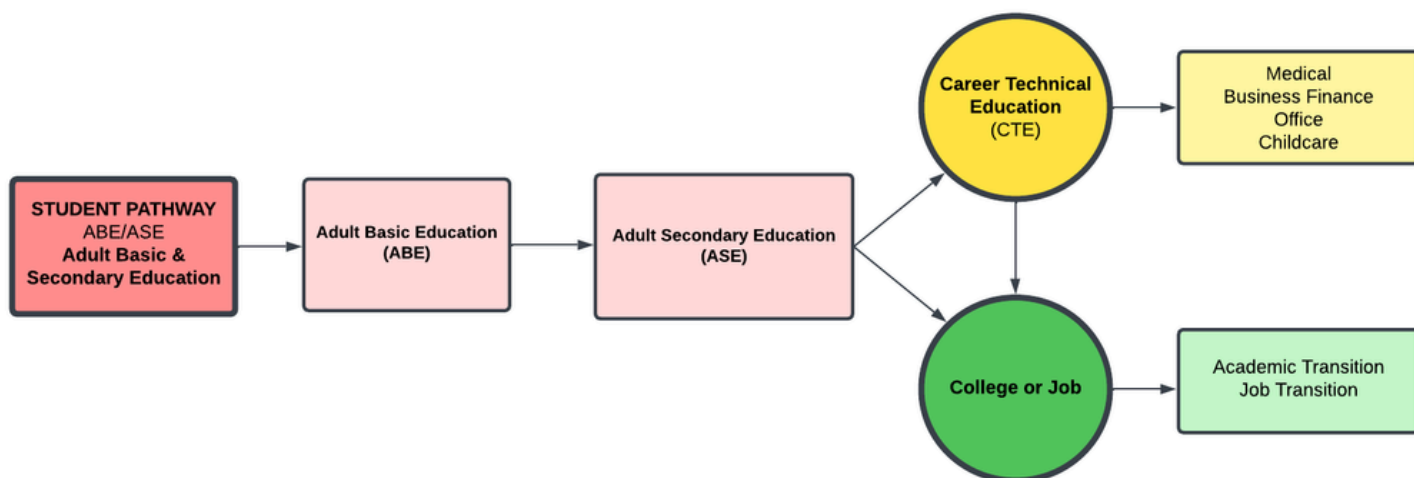 STUDENT PATHWAY
ABE/ASE
Adult Basic &
Secondary Education
Adult Basic Education
(ABE)
Adult Secondary Education
(ASE)
Career Technical
Education
(CTE)
Medical
Business Finance
Office
Childcare
College or Job
Academic Transition
Job Transition